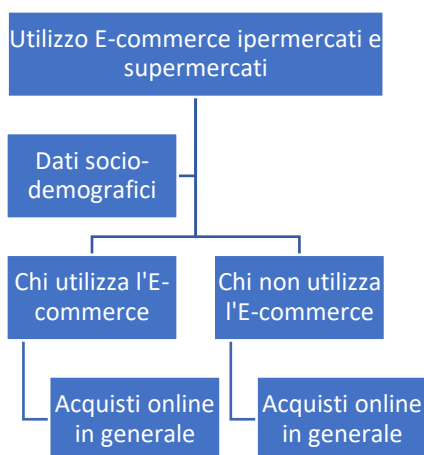 Utilizzo E-commerce ipermercati e
supermercati
Dati socio-
demografici
Chi utilizza l'E-
commerce
Chi non utilizza
l'E-commerce
Acquisti online
in generale
Acquisti online
in generale